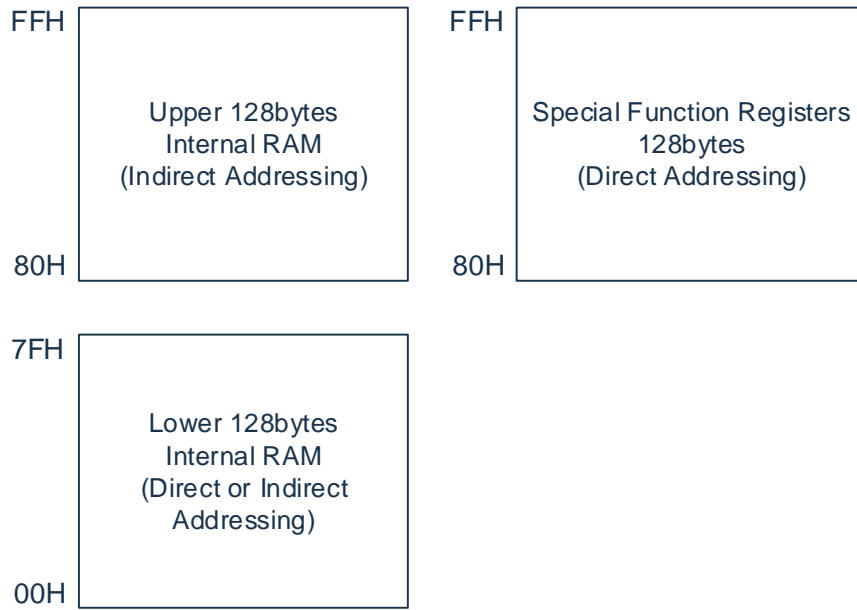 FFH
Upper 128bytes
Internal RAM
(Indirect Addressing)
80H
FFH
Special Function Registers
128bytes
(Direct Addressing)
80H
7FH
Lower 128bytes
Internal RAM
(Direct or Indirect
Addressing)
00H